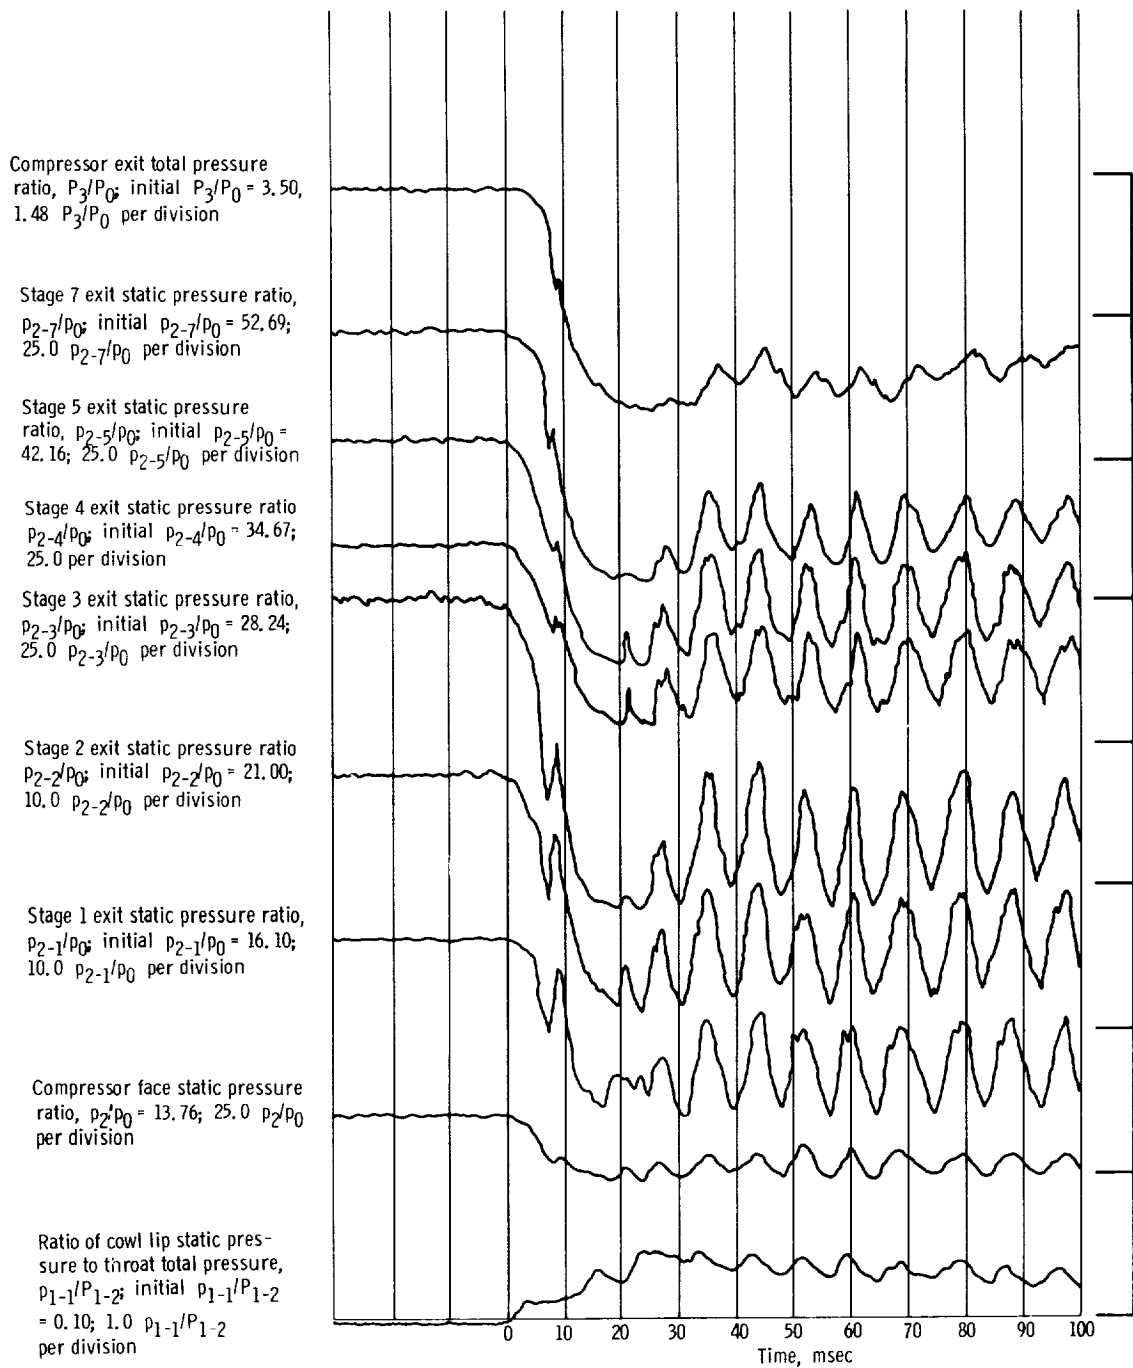 Compressor exit total pressure
ratio, P3/P0; initial P3/P0 = 3.50,
1.48 P3/P0 per division
Stage 7 exit static pressure ratio,
p2-7/p0; initial p2-7/p0 = 52.69;
25.0 p2-7/p0 per division
Stage 5 exit static pressure
ratio, p2-5/p0; initial p2-5/p0 =
42.16; 25.0 p2-5/p0 per division
Stage 4 exit static pressure ratio
p2-4/p0; initial p2-4/p0 = 34.67;
25.0 per division
Stage 3 exit static pressure ratio,
p2-3/p0; initial p2-3/p0 = 28.24;
25.0 p2-3/p0 per division
Stage 2 exit static pressure ratio
p2-2/p0; initial p2-2/p0 = 21.00;
10.0 p2-2/p0 per division
Stage 1 exit static pressure ratio,
p2-1/p0; initial p2-1/p0 = 16.10;
10.0 p2-1/p0 per division
Compressor face static pressure
ratio, p2/p0 = 13.76; 25.0 p2/p0
per division
Ratio of cowl lip static pres-
sure to throat total pressure,
p1-1/P1-2; initial p1-1/P1-2
= 0.10; 1.0 p1-1/P1-2
per division
0 10 20 30 40 50 60 70 80 90 100
Time, msec